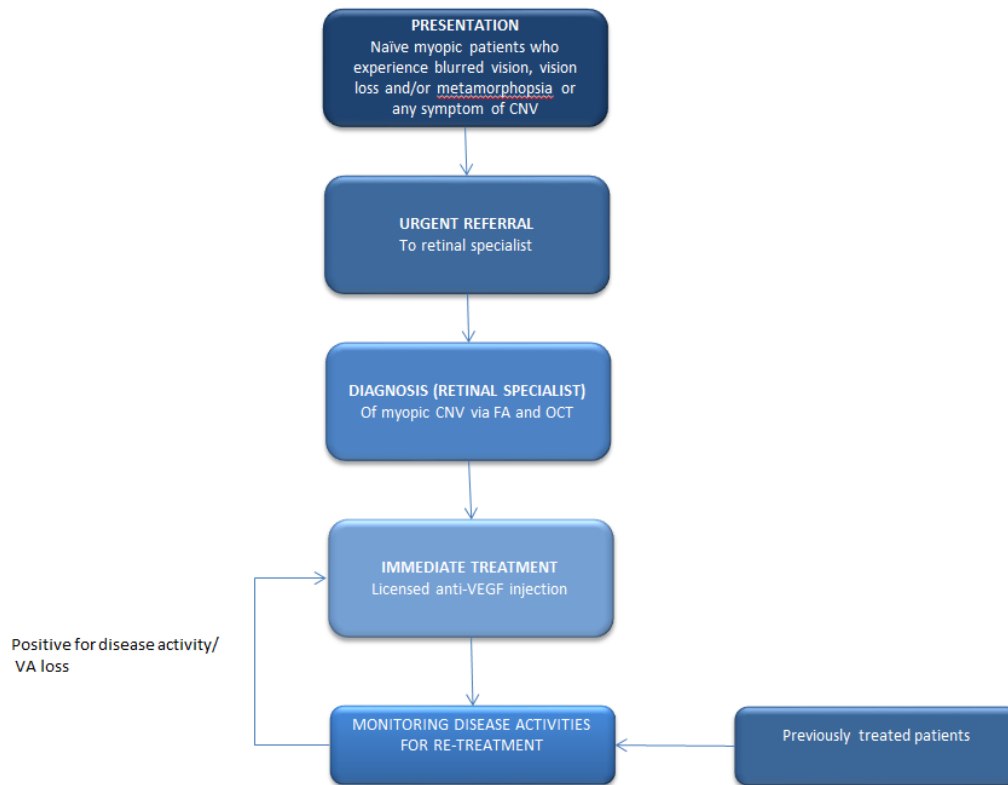 PRESENTATION
Naïve myopic patients who
experience blurred vision, vision
loss and/or metamorphopsia or
any symptom of CNV
URGENT REFERRAL
To retinal specialist
DIAGNOSIS (RETINAL SPECIALIST)
Of myopic CNV via FA and OCT
IMMEDIATE TREATMENT
Licensed anti-VEGF injection
Positive for disease activity/
VA loss
MONITORING DISEASE ACTIVITIES
FOR RE-TREATMENT
Previously treated patients